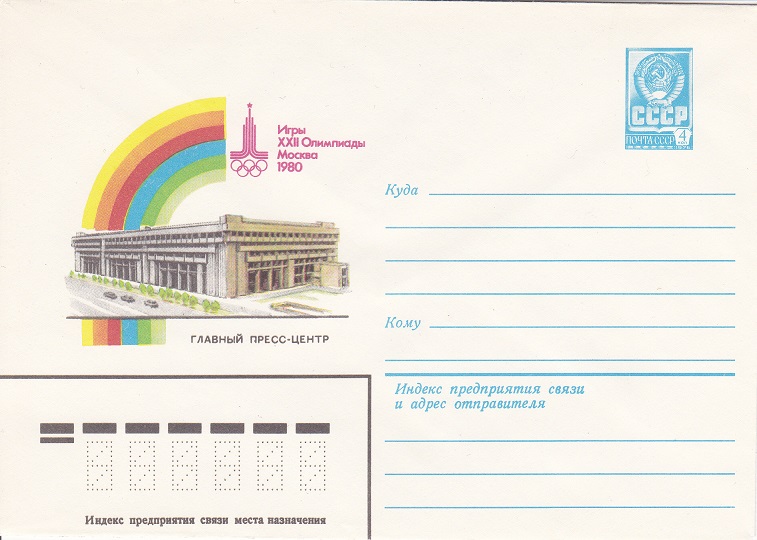 Игры
XXII Олимпиады
Москва
1980
СССР
ПОЧТА СССР
4
Куда
Кому
ГЛАВНЫЙ ПРЕСС-ЦЕНТР
Индекс предприятия связи
и адрес отправителя
Индекс предприятия связи места назначения